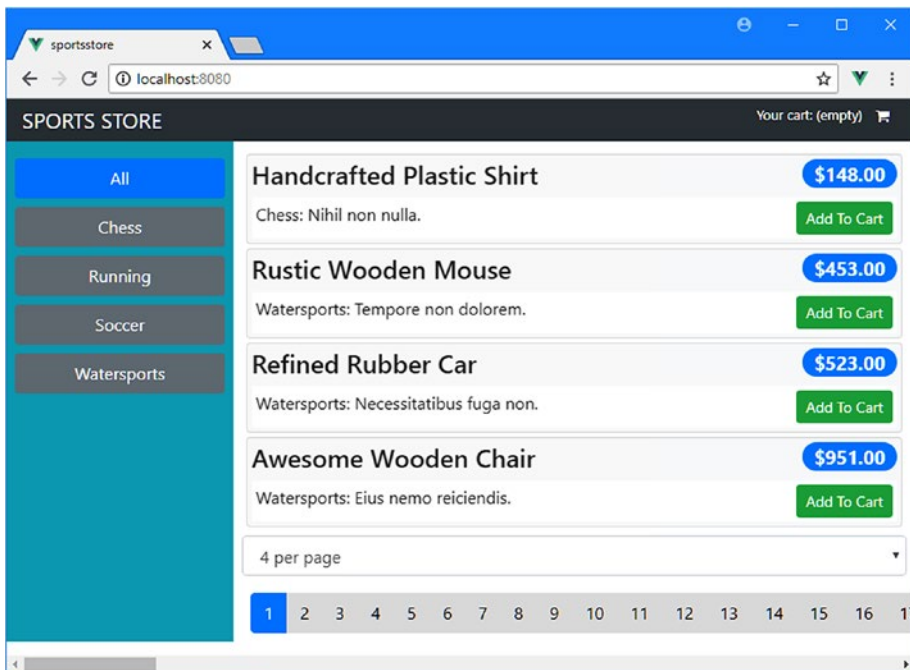 sportsstore
localhost:8080
SPORTS STORE
Your cart: (empty)
All
Chess
Running
Soccer
Watersports
Handcrafted Plastic Shirt
$148.00
Chess: Nihil non nulla.
Add To Cart
Rustic Wooden Mouse
$453.00
Watersports: Tempore non dolorem.
Add To Cart
Refined Rubber Car
$523.00
Watersports: Necessitatibus fuga non.
Add To Cart
Awesome Wooden Chair
$951.00
Watersports: Eius nemo reiciendis.
Add To Cart
4 per page
1 2 3 4 5 6 7 8 9 10 11 12 13 14 15 16